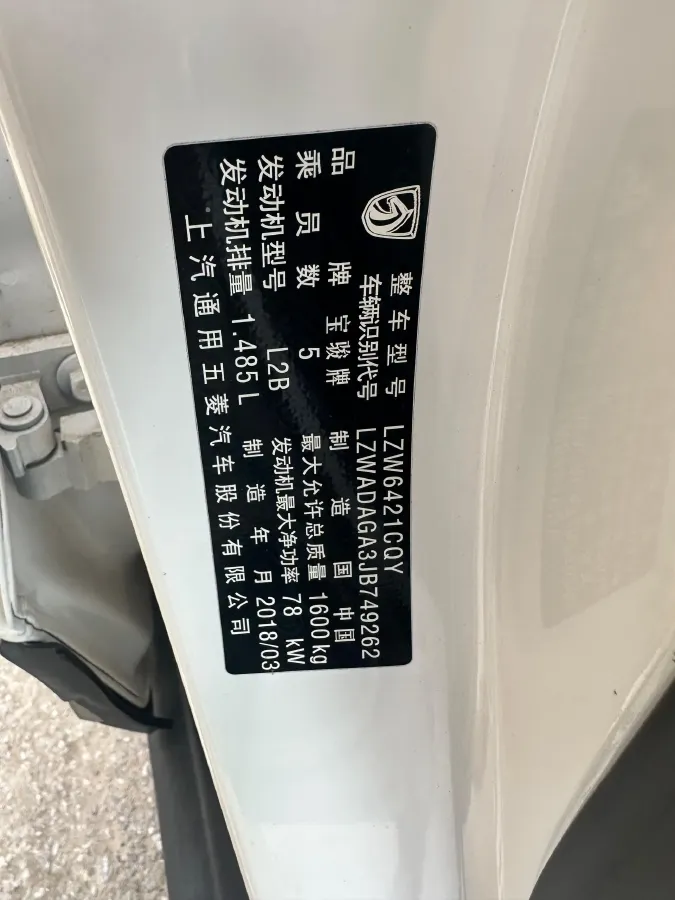 整车型号 LZW6421CQY
车辆识别代号 LZWADAGA3JB749262
品牌 宝骏牌 制造国 中国
乘员数 5 最大允许总质量 1600kg
发动机型号 L2B 发动机最大净功率 78 kW
发动机排量 1.485L 制造年月 2018/03
上汽通用五菱汽车股份有限公司